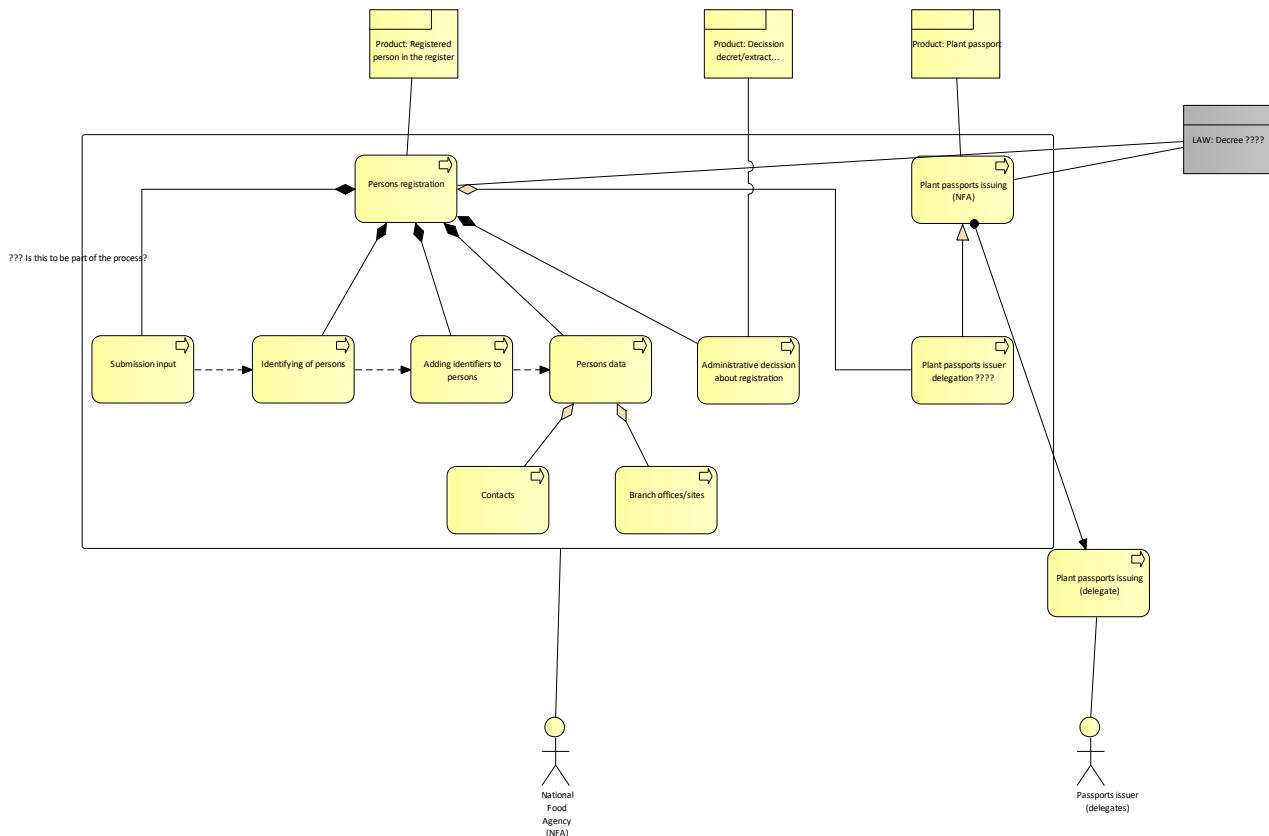 Product: Registered
person in the register
Product: Decission
decret/extract...
Product: Plant passport
LAW: Decree ????
Persons registration
Plant passports issuing
(NFA)
??? Is this to be part of the process?
Submission input
Identifying of persons
Adding identifiers to
persons
Persons data
Administrative decission
about registration
Plant passports issuer
delegation ????
Contacts
Branch offices/sites
Plant passports issuing
(delegate)
National
Food
Agency
(NFA)
Passports issuer
(delegates)